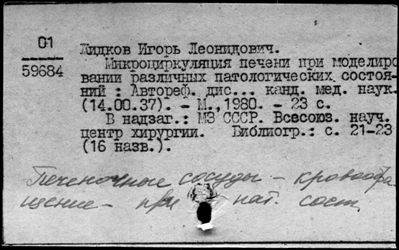 01
59684
Жидков Игорь Леонидович.
Микроциркуляция печени при моделиро
вании различных патологических состоя-
ний : Автореф. дис... канд. мед. наук.
(14.00.37). - М.,1980. - 23 с.
В надзаг.: МЗ СССР. Всесоюз. науч.
центр хирургии. Библиогр.: с. 21-23
(16 назв.).
Печеночные сосуды - кровообра
щение - при пат. сост.